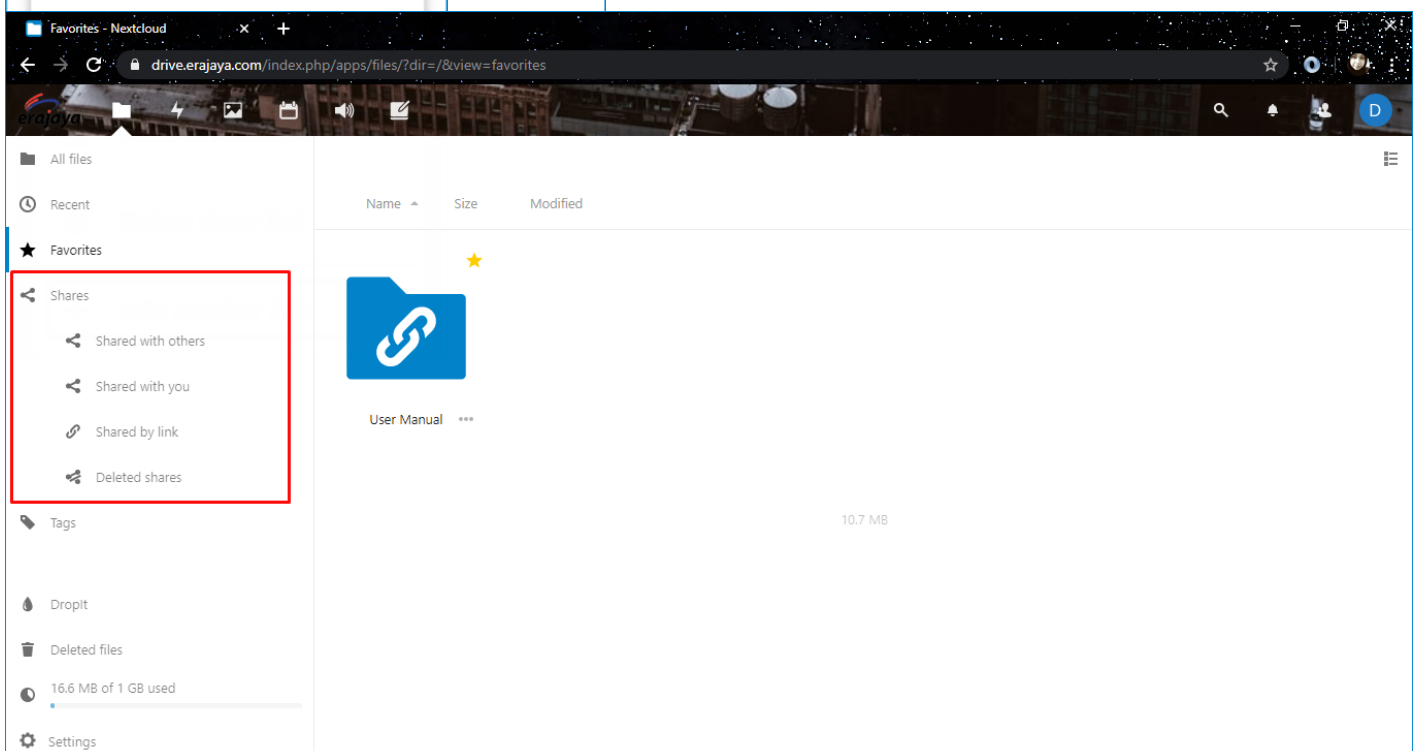 Favorites - Nextcloud
drive.erajaya.com/index.php/apps/files/?dir=/&view=favorites
erajaya
D
All files
Recent
Favorites
Shares
Shared with others
Shared with you
Shared by link
Deleted shares
Tags
DropIt
Deleted files
16.6 MB of 1 GB used
Settings
Name Size Modified
User Manual
10.7 MB